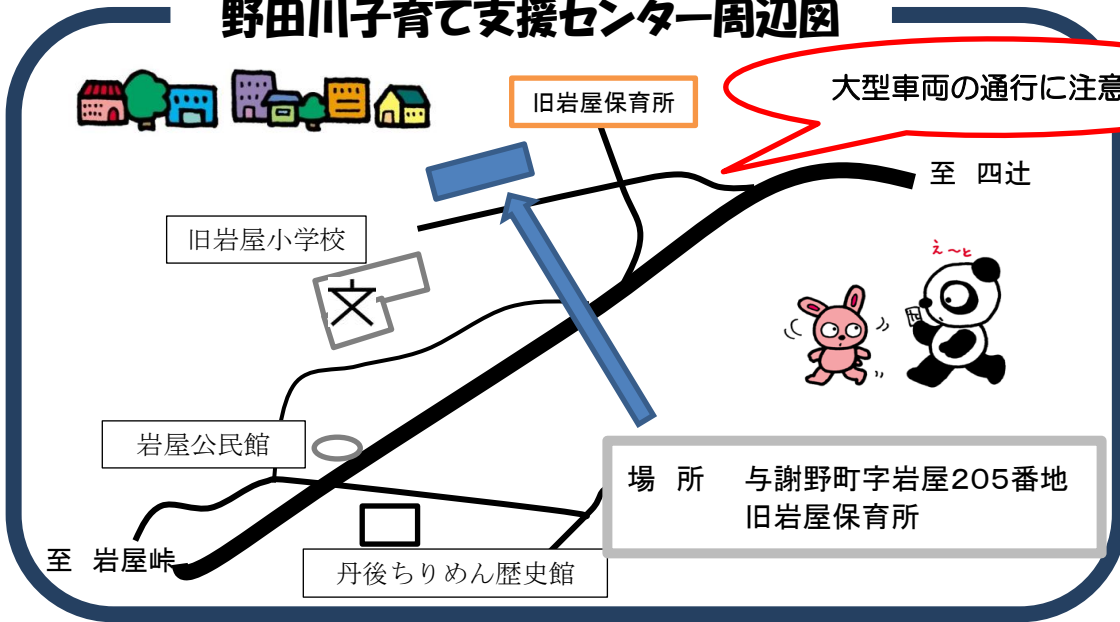 野田川子育て支援センター周辺図
大型車両の通行に注意
旧岩屋保育所
至　四辻
旧岩屋小学校
え～と
文
岩屋公民館
場　所　与謝野町字岩屋205番地
旧岩屋保育所
至　岩屋峠
丹後ちりめん歴史館